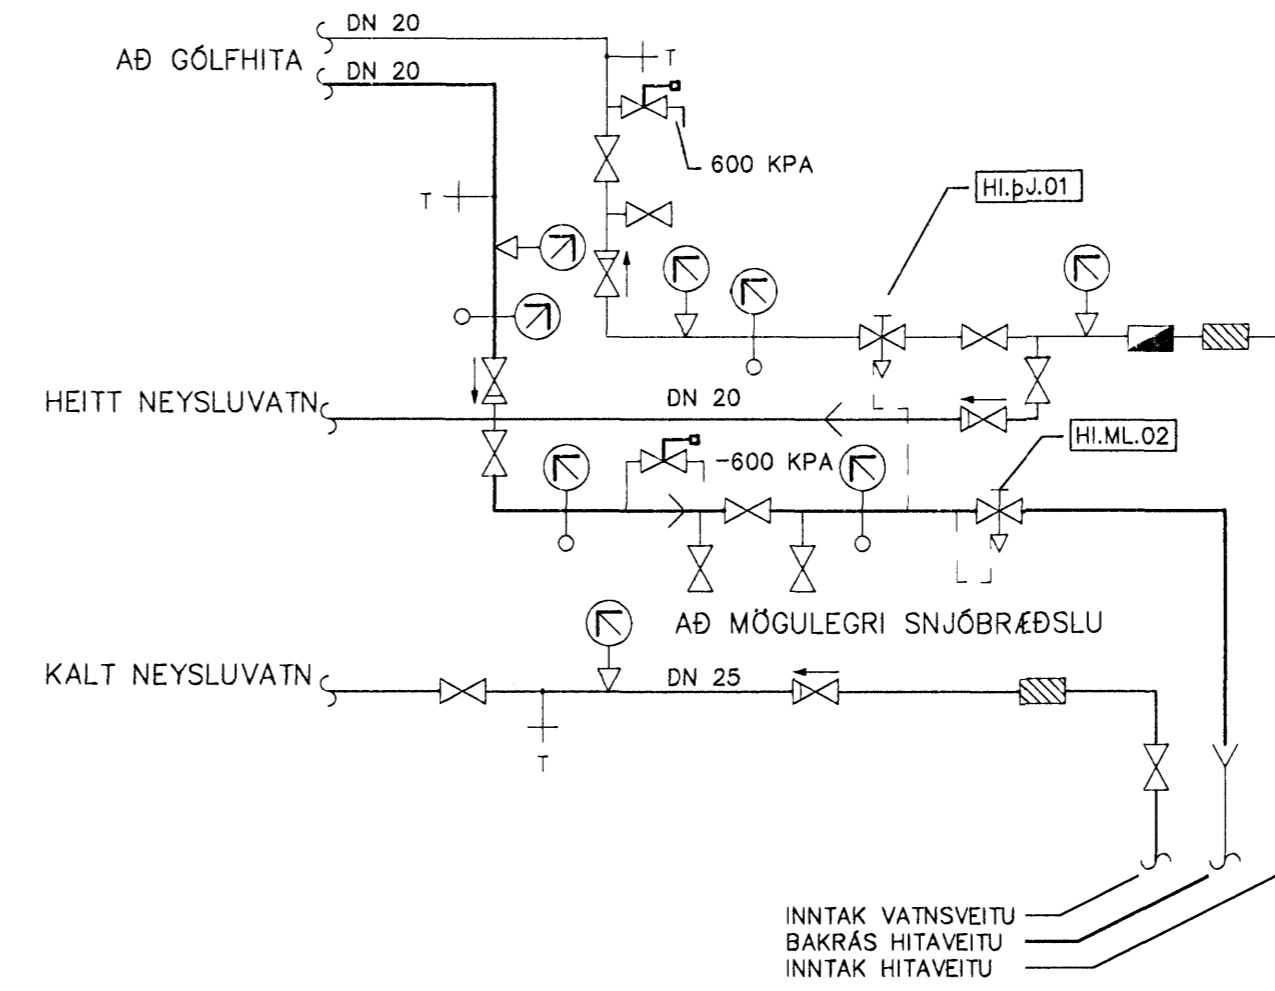 DN 20
AÐ GÓLFHITA
DN 20
T
600 KPA
T
HI.þJ.01
HEITT NEYSLUVATN
DN 20
HI.ML.02
-600 KPA
AÐ MÖGULEGRI SNJÓBRÆÐSLU
KALT NEYSLUVATN
DN 25
T
INNTAK VATNSVEITU
BAKRÁS HITAVEITU
INNTAK HITAVEITU